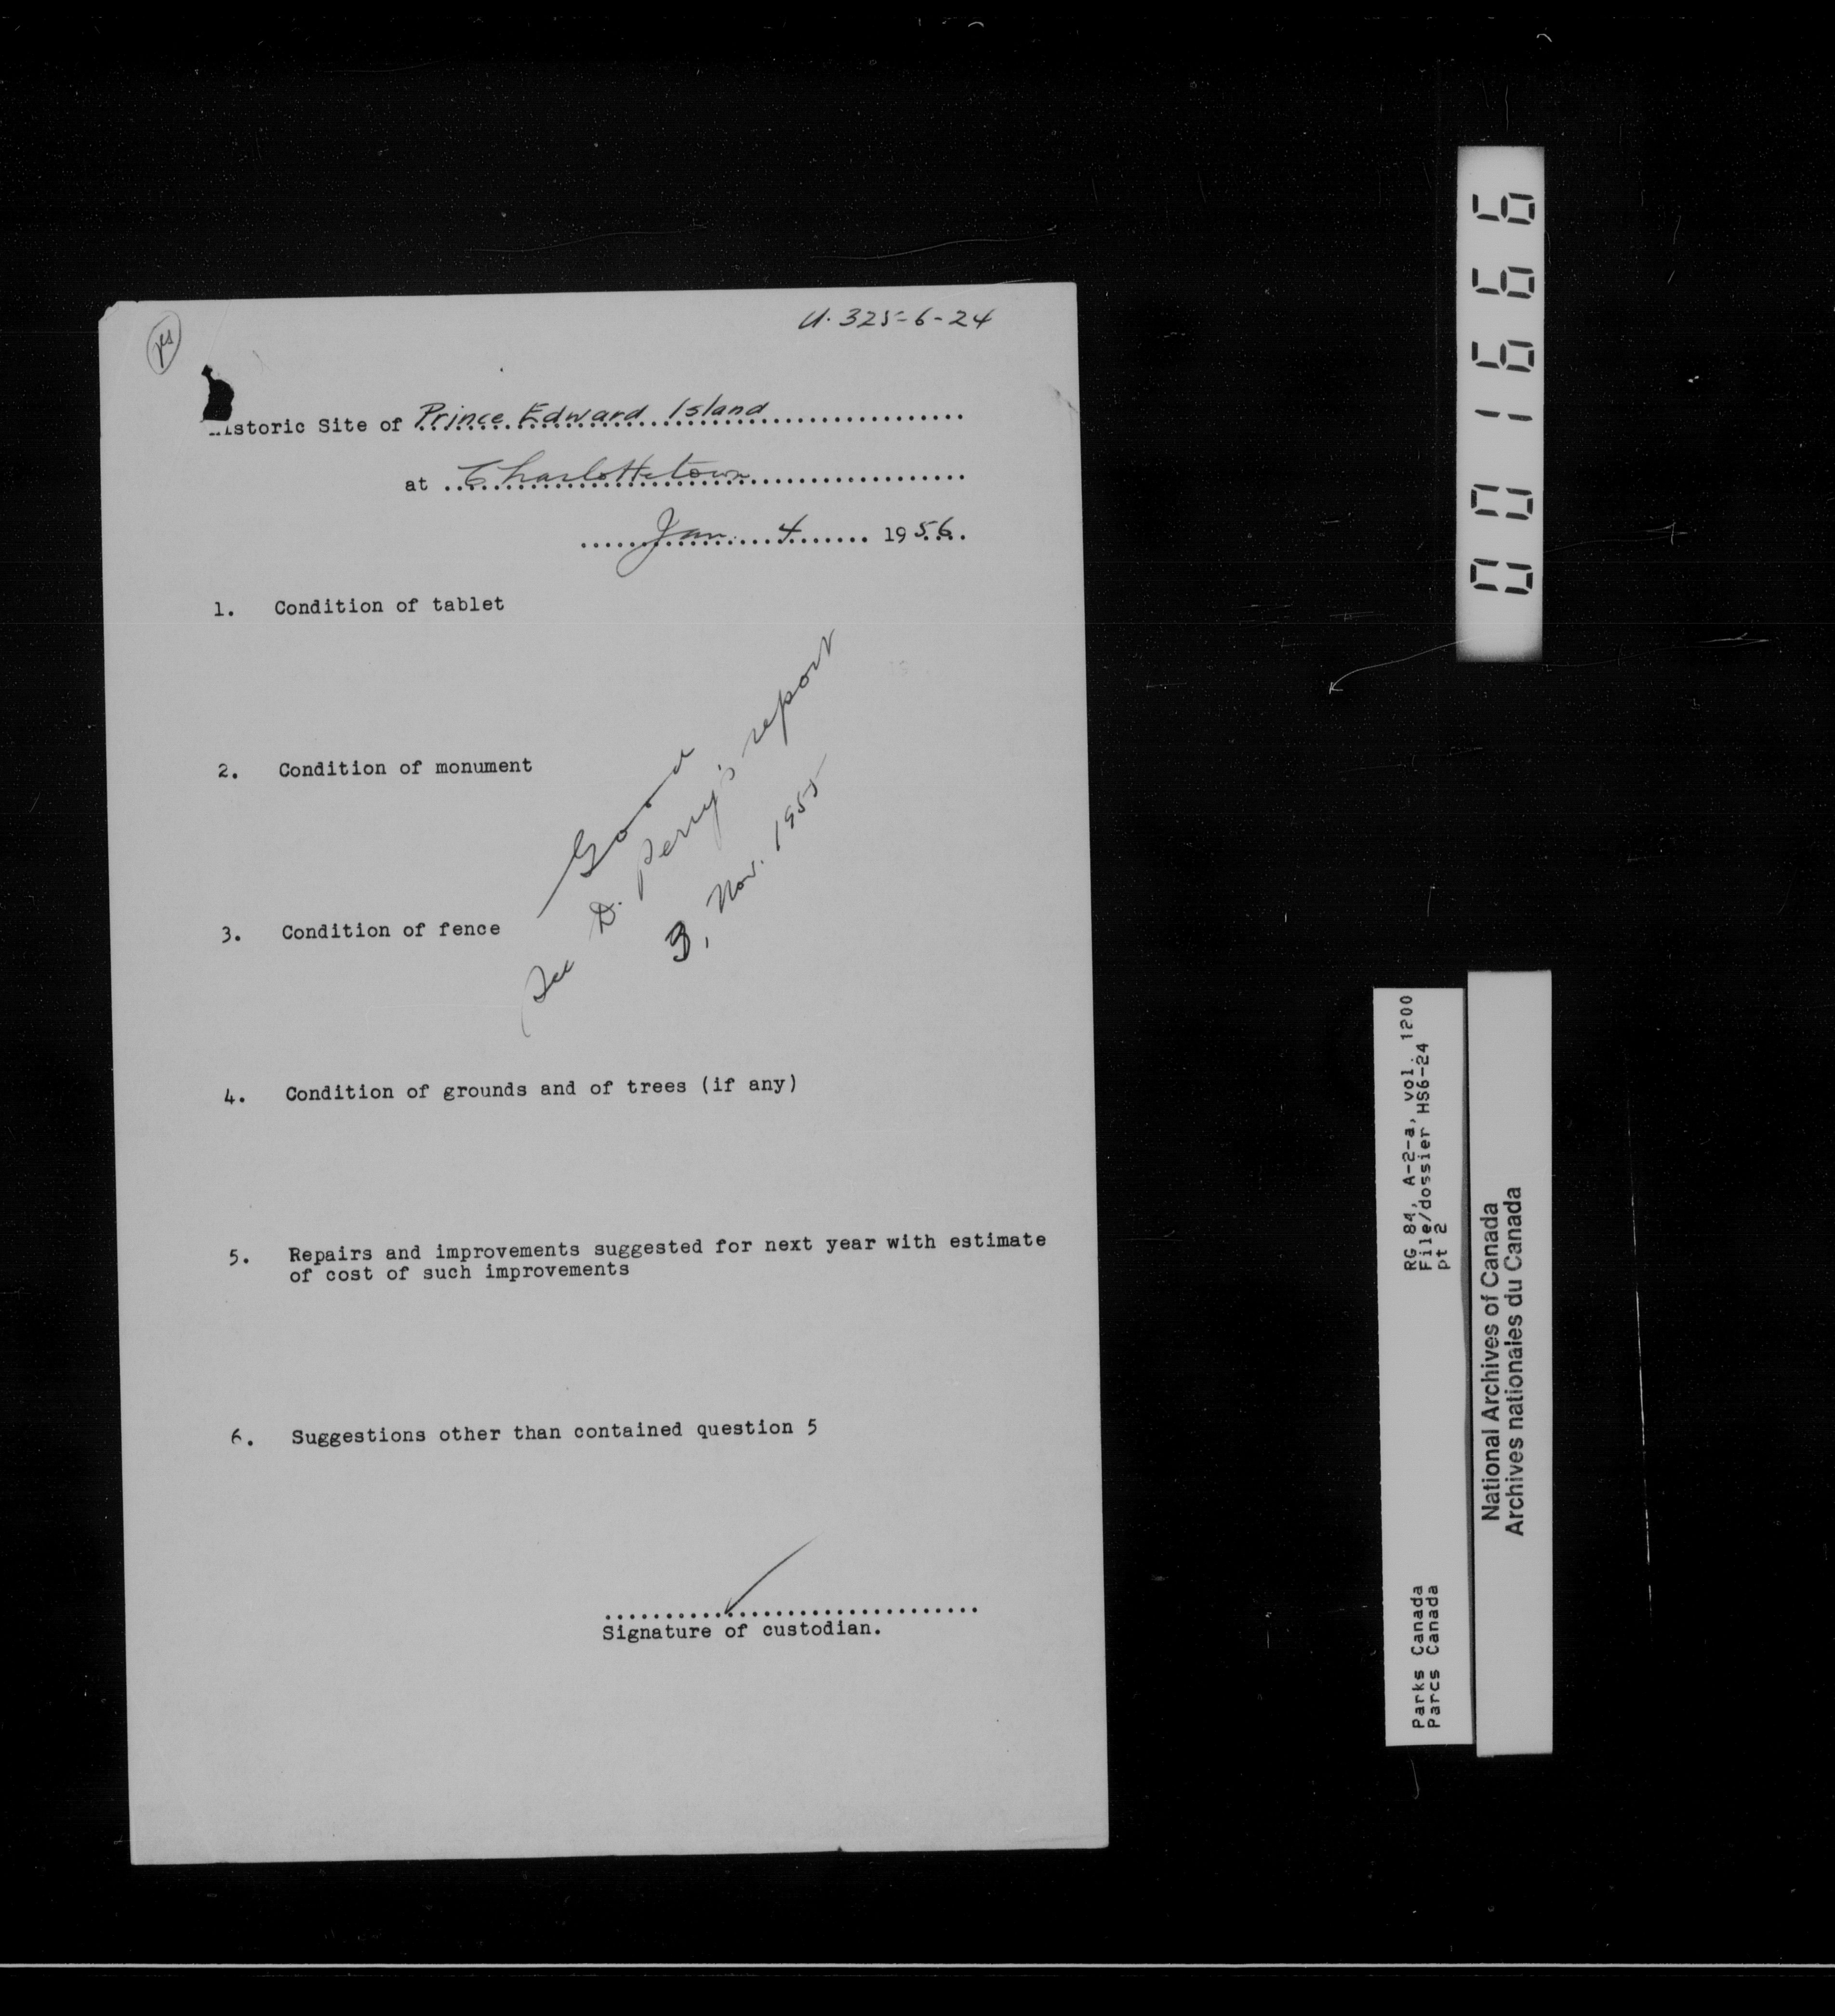 U.325-6-24
Historic Site of Prince Edward Island
at Charlottetown
Jan. 4 1956
1. Condition of tablet
2. Condition of monument
Good
See D. Perry's report
3, Nov. 1955
3. Condition of fence
4. Condition of grounds and of trees (if any)
5. Repairs and improvements suggested for next year with estimate
of cost of such improvements
6. Suggestions other than contained question 5
Signature of custodian.
001666
RG 84, A-2-a, vol. 1200
File/dossier HS6-24
pt 2
Parks Canada
Parcs Canada
National Archives of Canada
Archives nationales du Canada